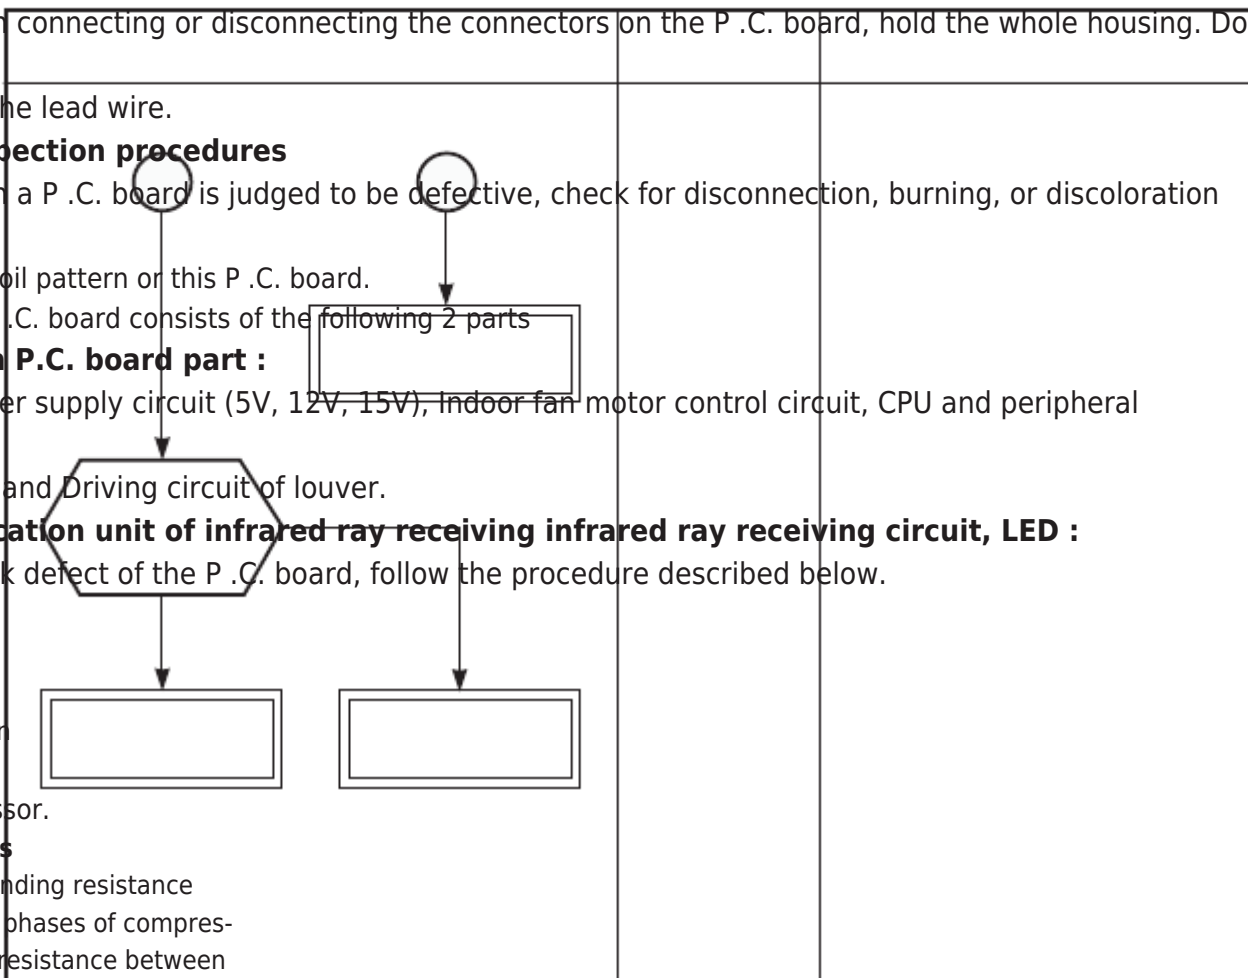 connecting or disconnecting the connectors on the P .C. board, hold the whole housing. Do
he lead wire.
pection procedures
a P .C. board is judged to be defective, check for disconnection, burning, or discoloration
oil pattern or this P .C. board.
.C. board consists of the following 2 parts
P.C. board part :
er supply circuit (5V, 12V, 15V), Indoor fan motor control circuit, CPU and peripheral
and Driving circuit of louver.
cation unit of infrared ray receiving infrared ray receiving circuit, LED :
k defect of the P .C. board, follow the procedure described below.
n
ssor.
s
nding resistance
phases of compres-
resistance between